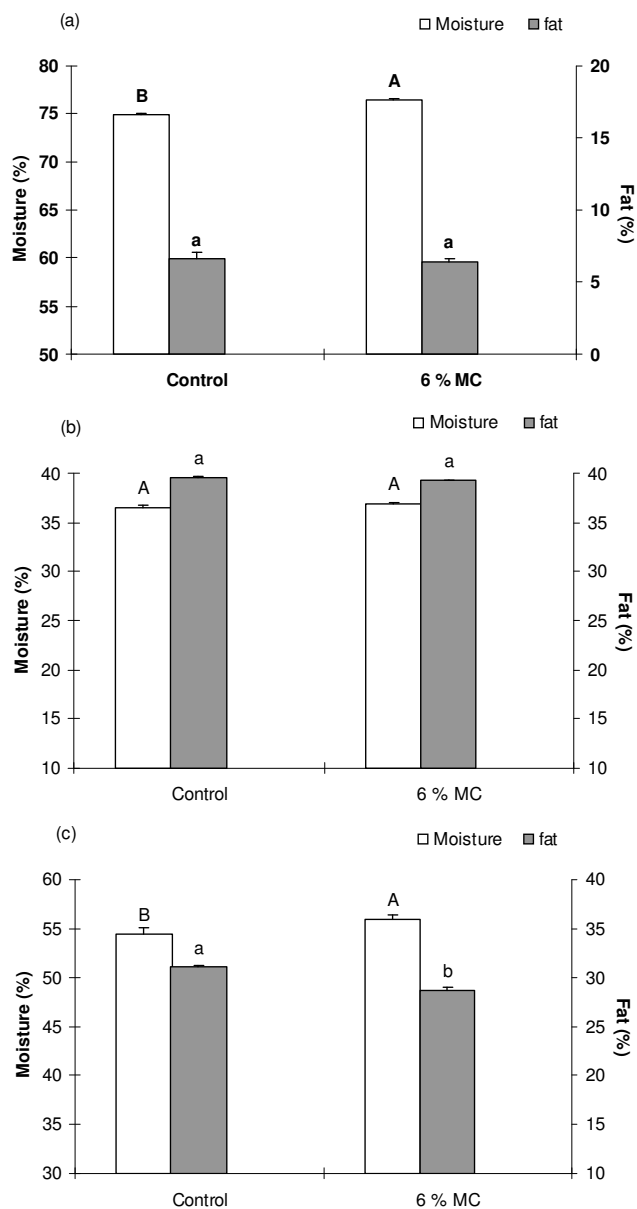 (a)
Moisture fat
80 20
B A
75 15
70
Moisture (%) Fat (%)
65 10
a a
60
55 5
50 0
Control 6 % MC
(b)
Moisture fat
40 a a 40
A A
35 35
30 30
Moisture (%) Fat (%)
25 25
20 20
15 15
10 10
Control 6 % MC
(c)
Moisture fat
60 40
A
B
55 35
a
b
50 30
Moisture (%) Fat (%)
45 25
40 20
35 15
30 10
Control 6 % MC